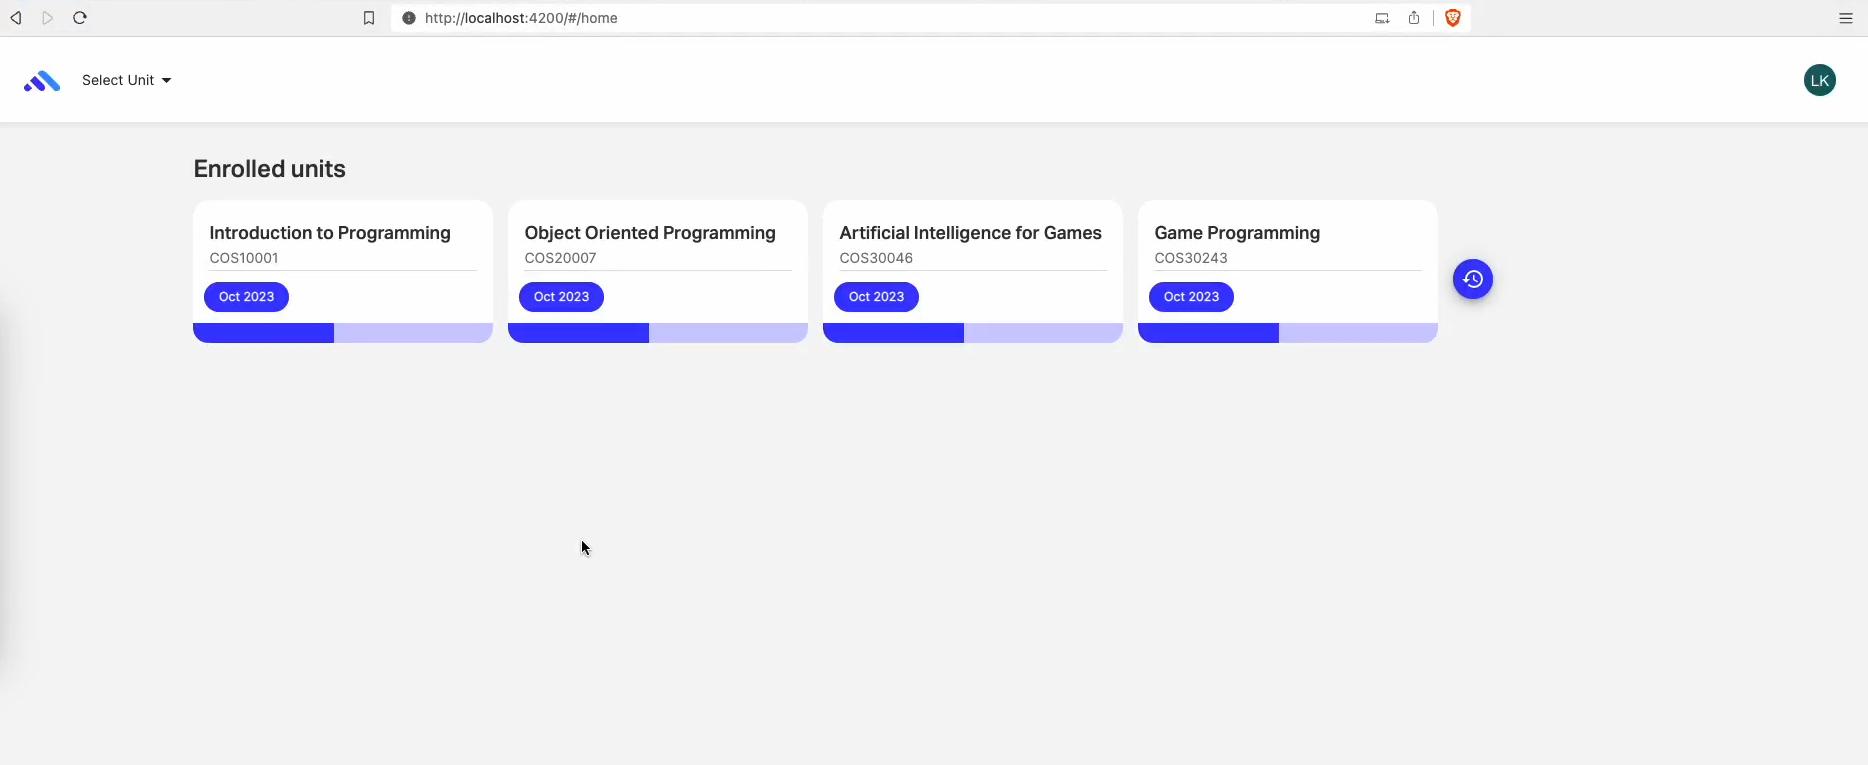 http://localhost:4200/#/home
Select Unit
LK
Enrolled units
Introduction to Programming
COS10001
Oct 2023
Object Oriented Programming
COS20007
Oct 2023
Artificial Intelligence for Games
COS30046
Oct 2023
Game Programming
COS30243
Oct 2023